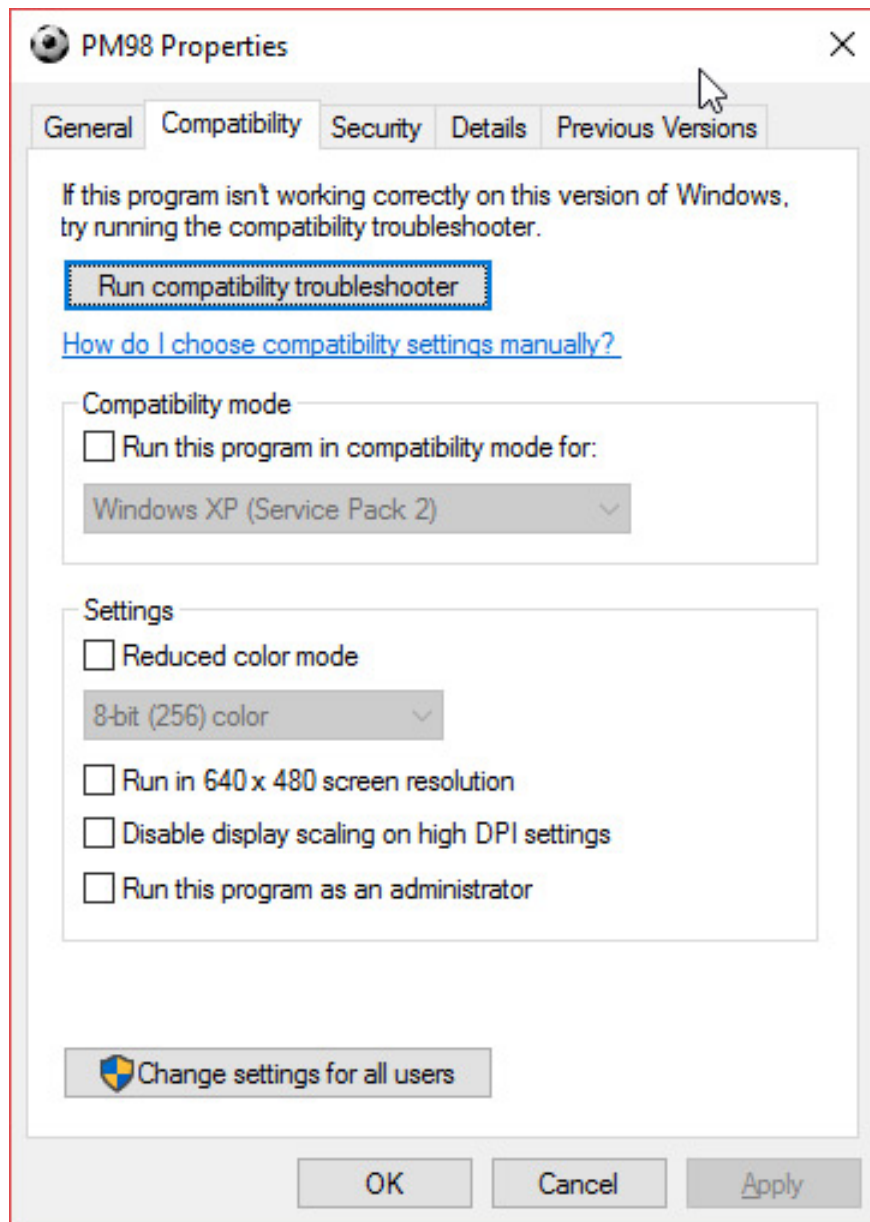 PM98 Properties
General Compatibility Security Details Previous Versions
If this program isn't working correctly on this version of Windows,
try running the compatibility troubleshooter.
Run compatibility troubleshooter
How do I choose compatibility settings manually?
Compatibility mode
Run this program in compatibility mode for:
Windows XP (Service Pack 2)
Settings
Reduced color mode
8-bit (256) color
Run in 640 x 480 screen resolution
Disable display scaling on high DPI settings
Run this program as an administrator
Change settings for all users
OK Cancel Apply